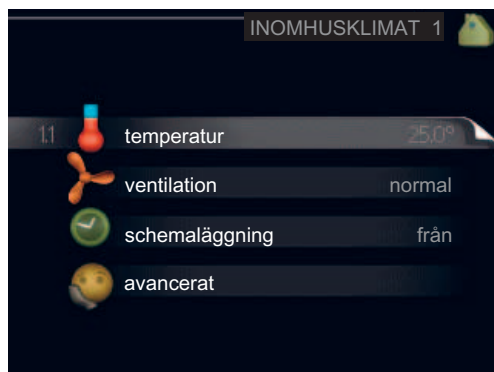 INOMHUSKLIMAT 1
1.1 temperatur 25.0°
ventilation normal
schemaläggning från
avancerat